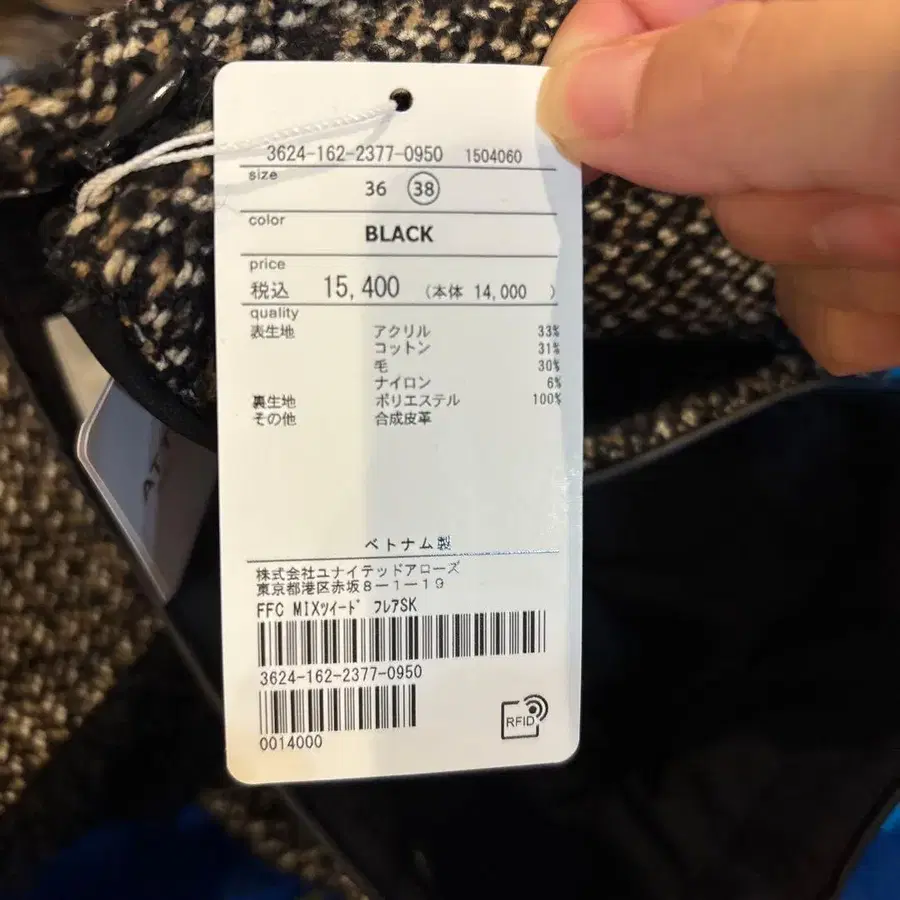 3624-162-2377-0950 1504060
size
36 38
color
BLACK
price
税込 15,400 (本体 14,000 )
quality
表生地 アクリル 33%
コットン 31%
毛 30%
ナイロン 6%
裏生地 ポリエステル 100%
その他 合成皮革
ベトナム製
株式会社ユナイテッドアローズ
東京都港区赤坂8-1-19
FFC MIXツイード フレアSK
3624-162-2377-0950
0014000
RFID